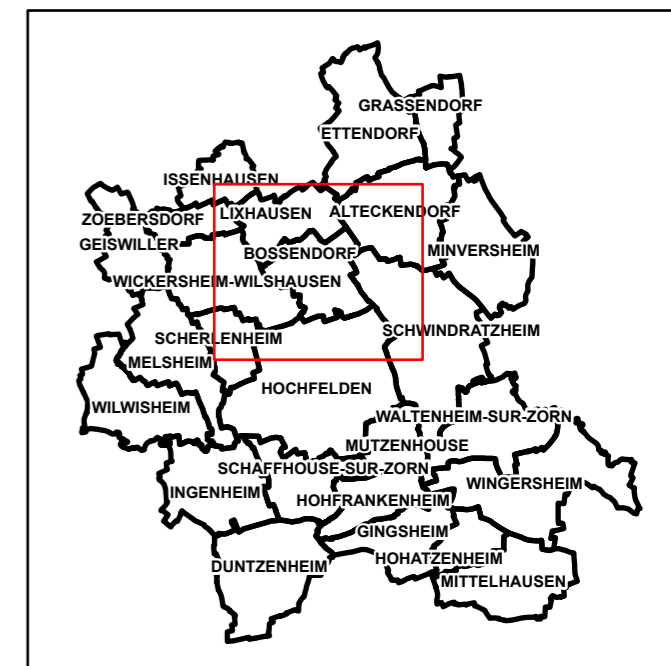 GRASSENDORF
ETTENDORF
ISSENHAUSEN
ZOEBERSDORF
LIXHAUSEN
ALTECKENDORF
GEISWILLER
BOSSENDORF
MINVERSHEIM
WICKERSHEIM-WILSHAUSEN
SCHERLENHEIM
SCHWINDRATZHEIM
MELSHEIM
HOCHFELDEN
WILWISHEIM
WALTENHEIM-SUR-ZORN
MUTZENHOUSE
SCHAFFHOUSE-SUR-ZORN
INGENHEIM
WINGERSHEIM
HOHFRANKENHEIM
GINGSHEIM
HOHATZENHEIM
DUNTZENHEIM
MITTELHAUSEN